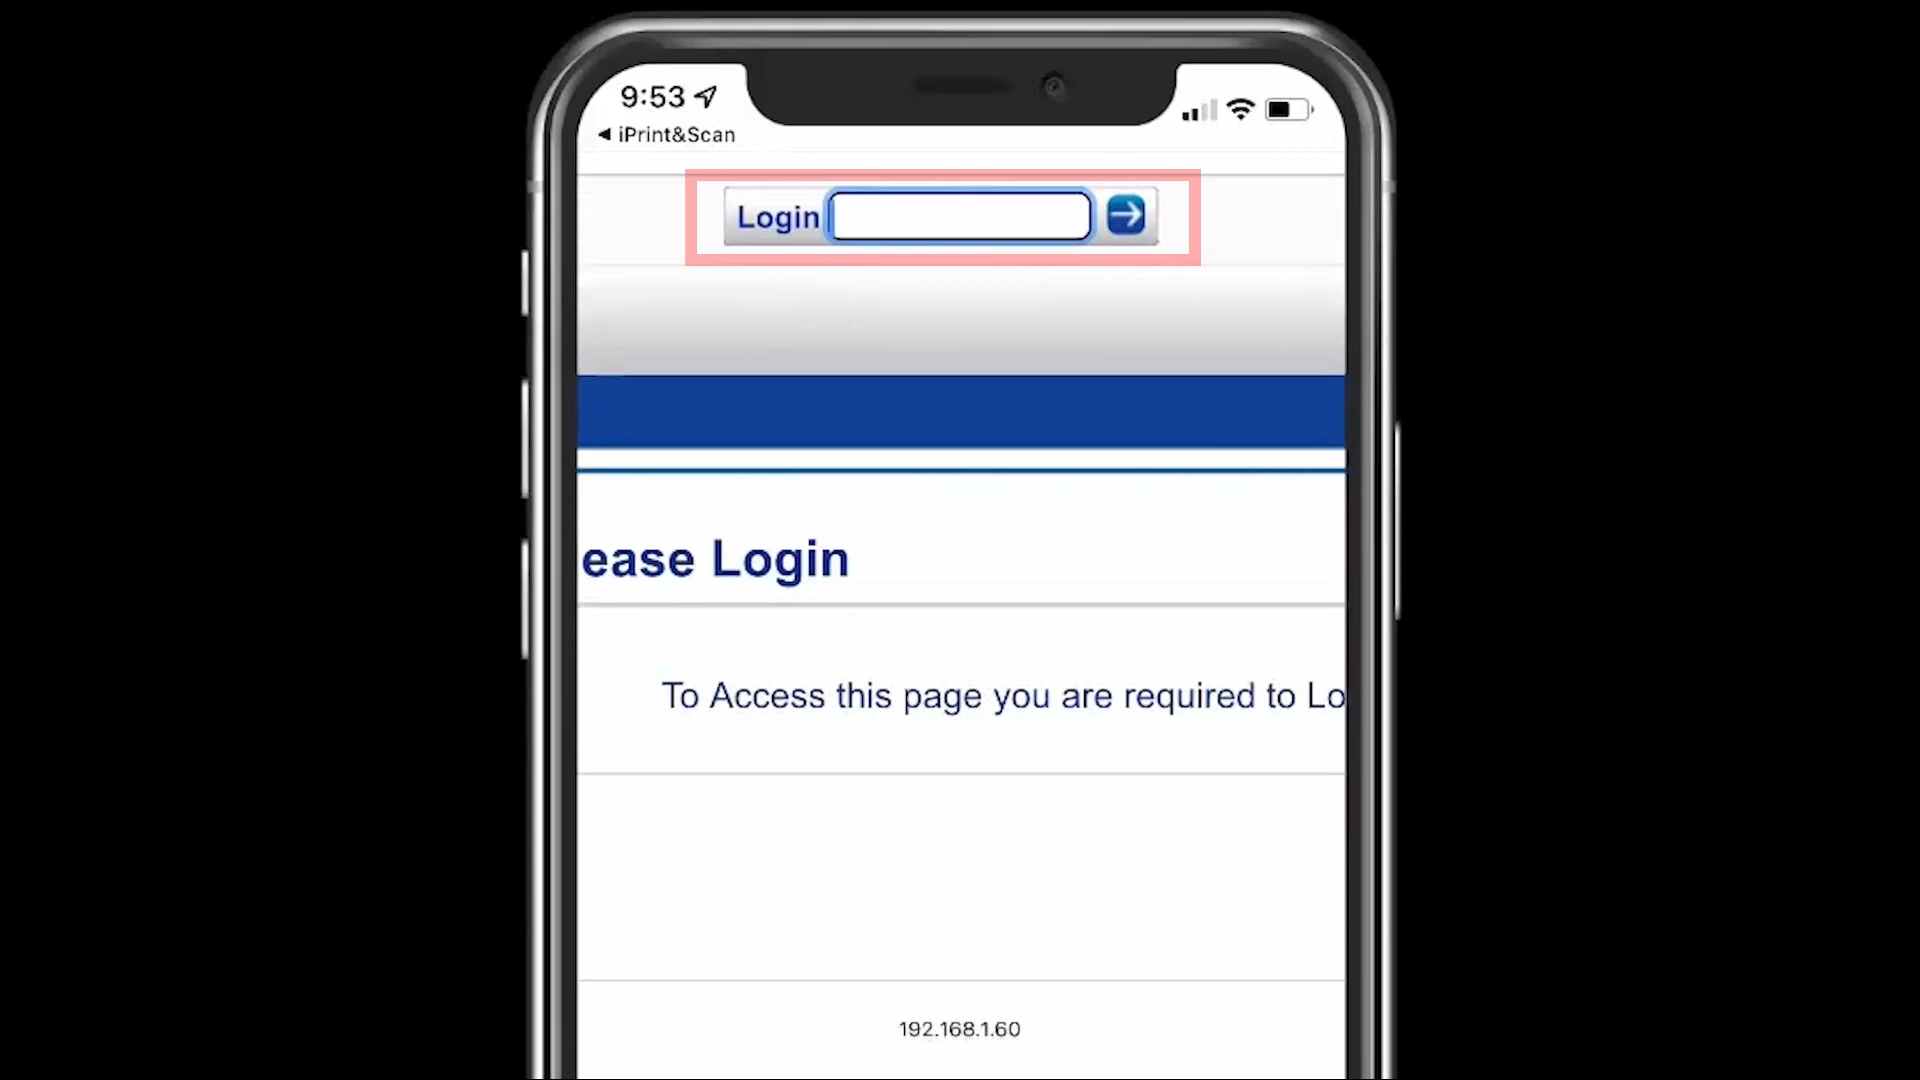 9:53
iPrint&Scan
Login
ease Login
To Access this page you are required to Lo
192.168.1.60